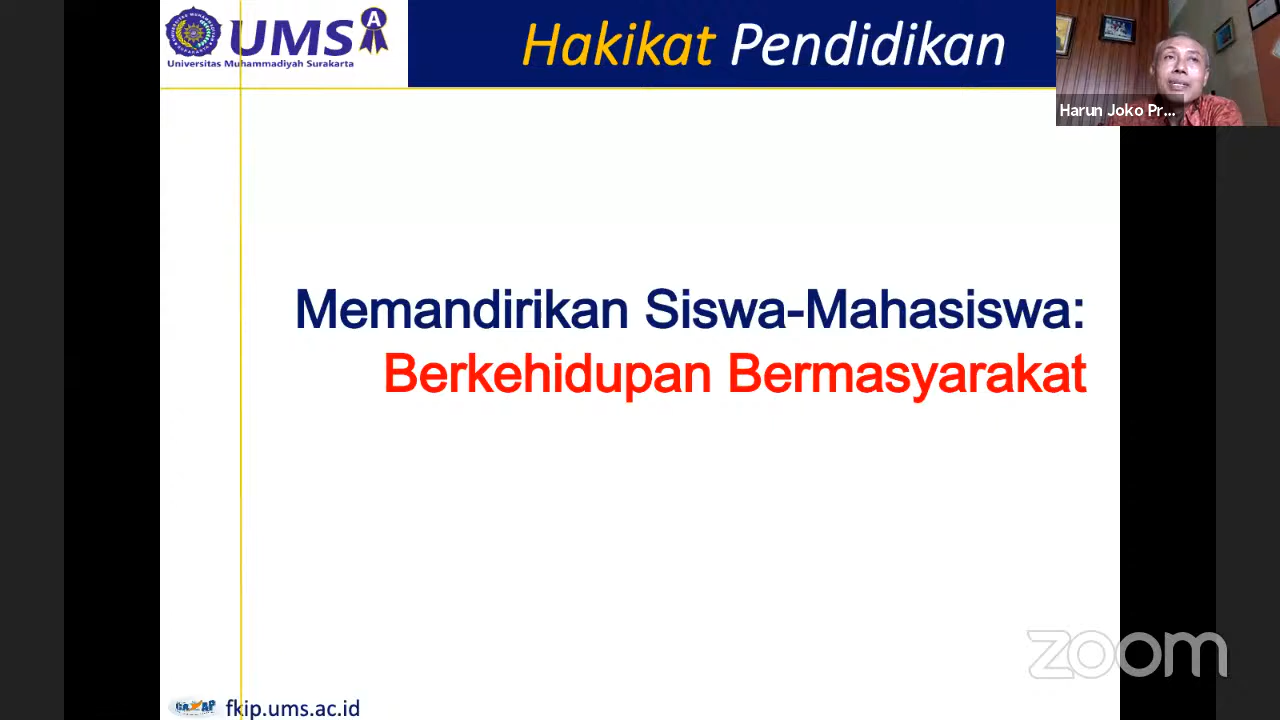 UMS
A
Universitas Muhammadiyah Surakarta
Hakikat Pendidikan
Harun Joko Pr...
Memandirikan Siswa-Mahasiswa:
Berkehidupan Bermasyarakat
zoom
fkip.ums.ac.id